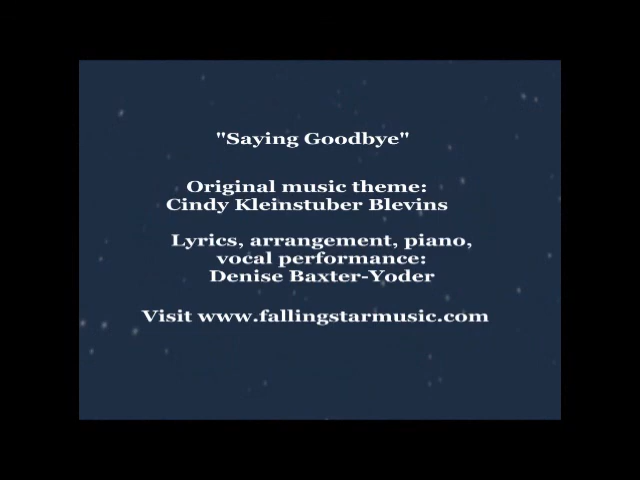 "Saying Goodbye"
Original music theme:
Cindy Kleinstuber Blevins
Lyrics, arrangement, piano,
vocal performance:
Denise Baxter-Yoder
Visit www.fallingstarmusic.com